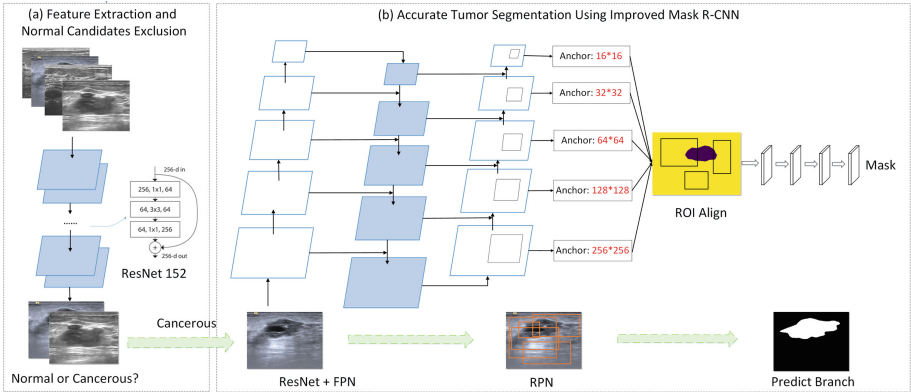 (a) Feature Extraction and
Normal Candidates Exclusion
256-d in
256, 1x1, 64
64, 3x3, 64
64, 1x1, 256
+
256-d out
......
ResNet 152
Normal or Cancerous?
Cancerous
(b) Accurate Tumor Segmentation Using Improved Mask R-CNN
Anchor: 16*16
Anchor: 32*32
Anchor: 64*64
Anchor: 128*128
Anchor: 256*256
ROI Align
Mask
ResNet + FPN
RPN
Predict Branch